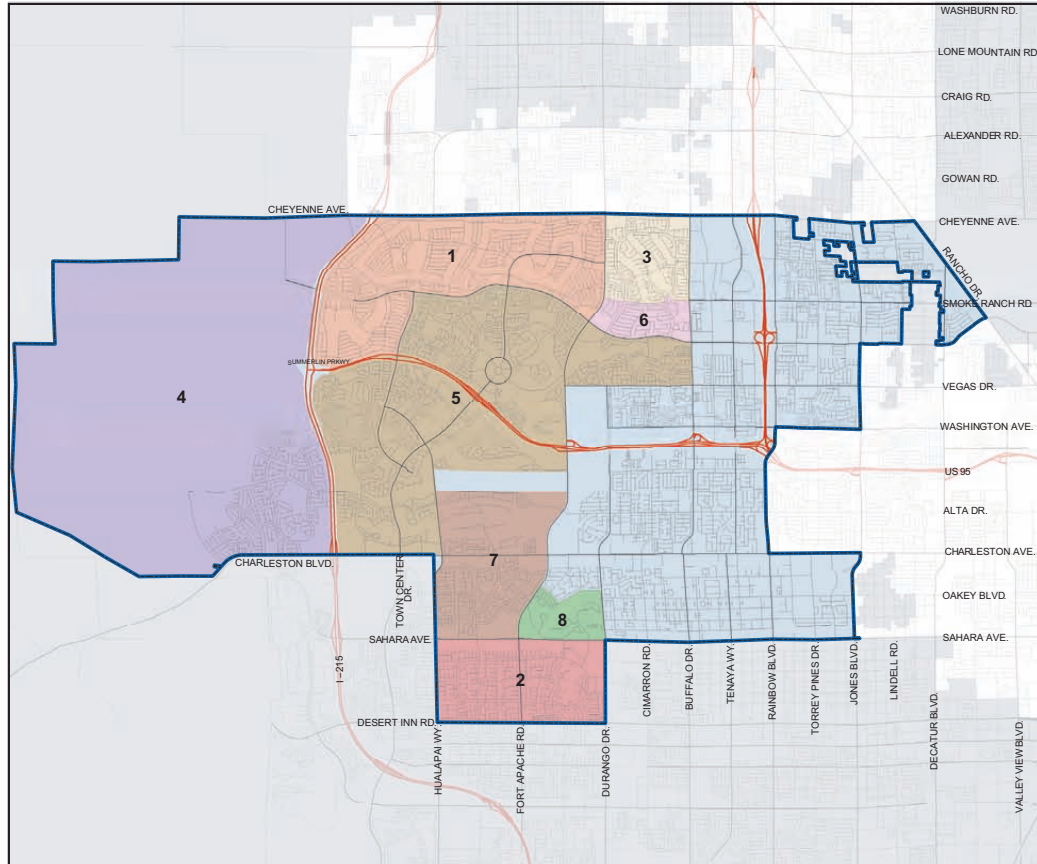 WASHBURN RD.
LONE MOUNTAIN RD
CRAIG RD.
ALEXANDER RD.
GOWAN RD.
CHEYENNE AVE.
CHEYENNE AVE.
1
3
RANCHO DR.
SMOKE RANCH RD.
6
SUMMERLIN PRKWY
4
5
VEGAS DR.
WASHINGTON AVE.
US 95
ALTA DR.
7
CHARLESTON AVE.
CHARLESTON BLVD.
TOWN CENTER
DR.
OAKEY BLVD.
8
SAHARA AVE.
SAHARA AVE.
I -215
2
CIMARRON RD.
BUFFALO DR.
TENAYA WY.
RAINBOW BLVD.
TORREY PINES DR.
JONES BLVD.
LINDELL RD.
DECATUR BLVD.
VALLEY VIEW BLVD.
DESERT INN RD.
HUALAPAI WY.
FORT APACHE RD.
DURANGO DR.